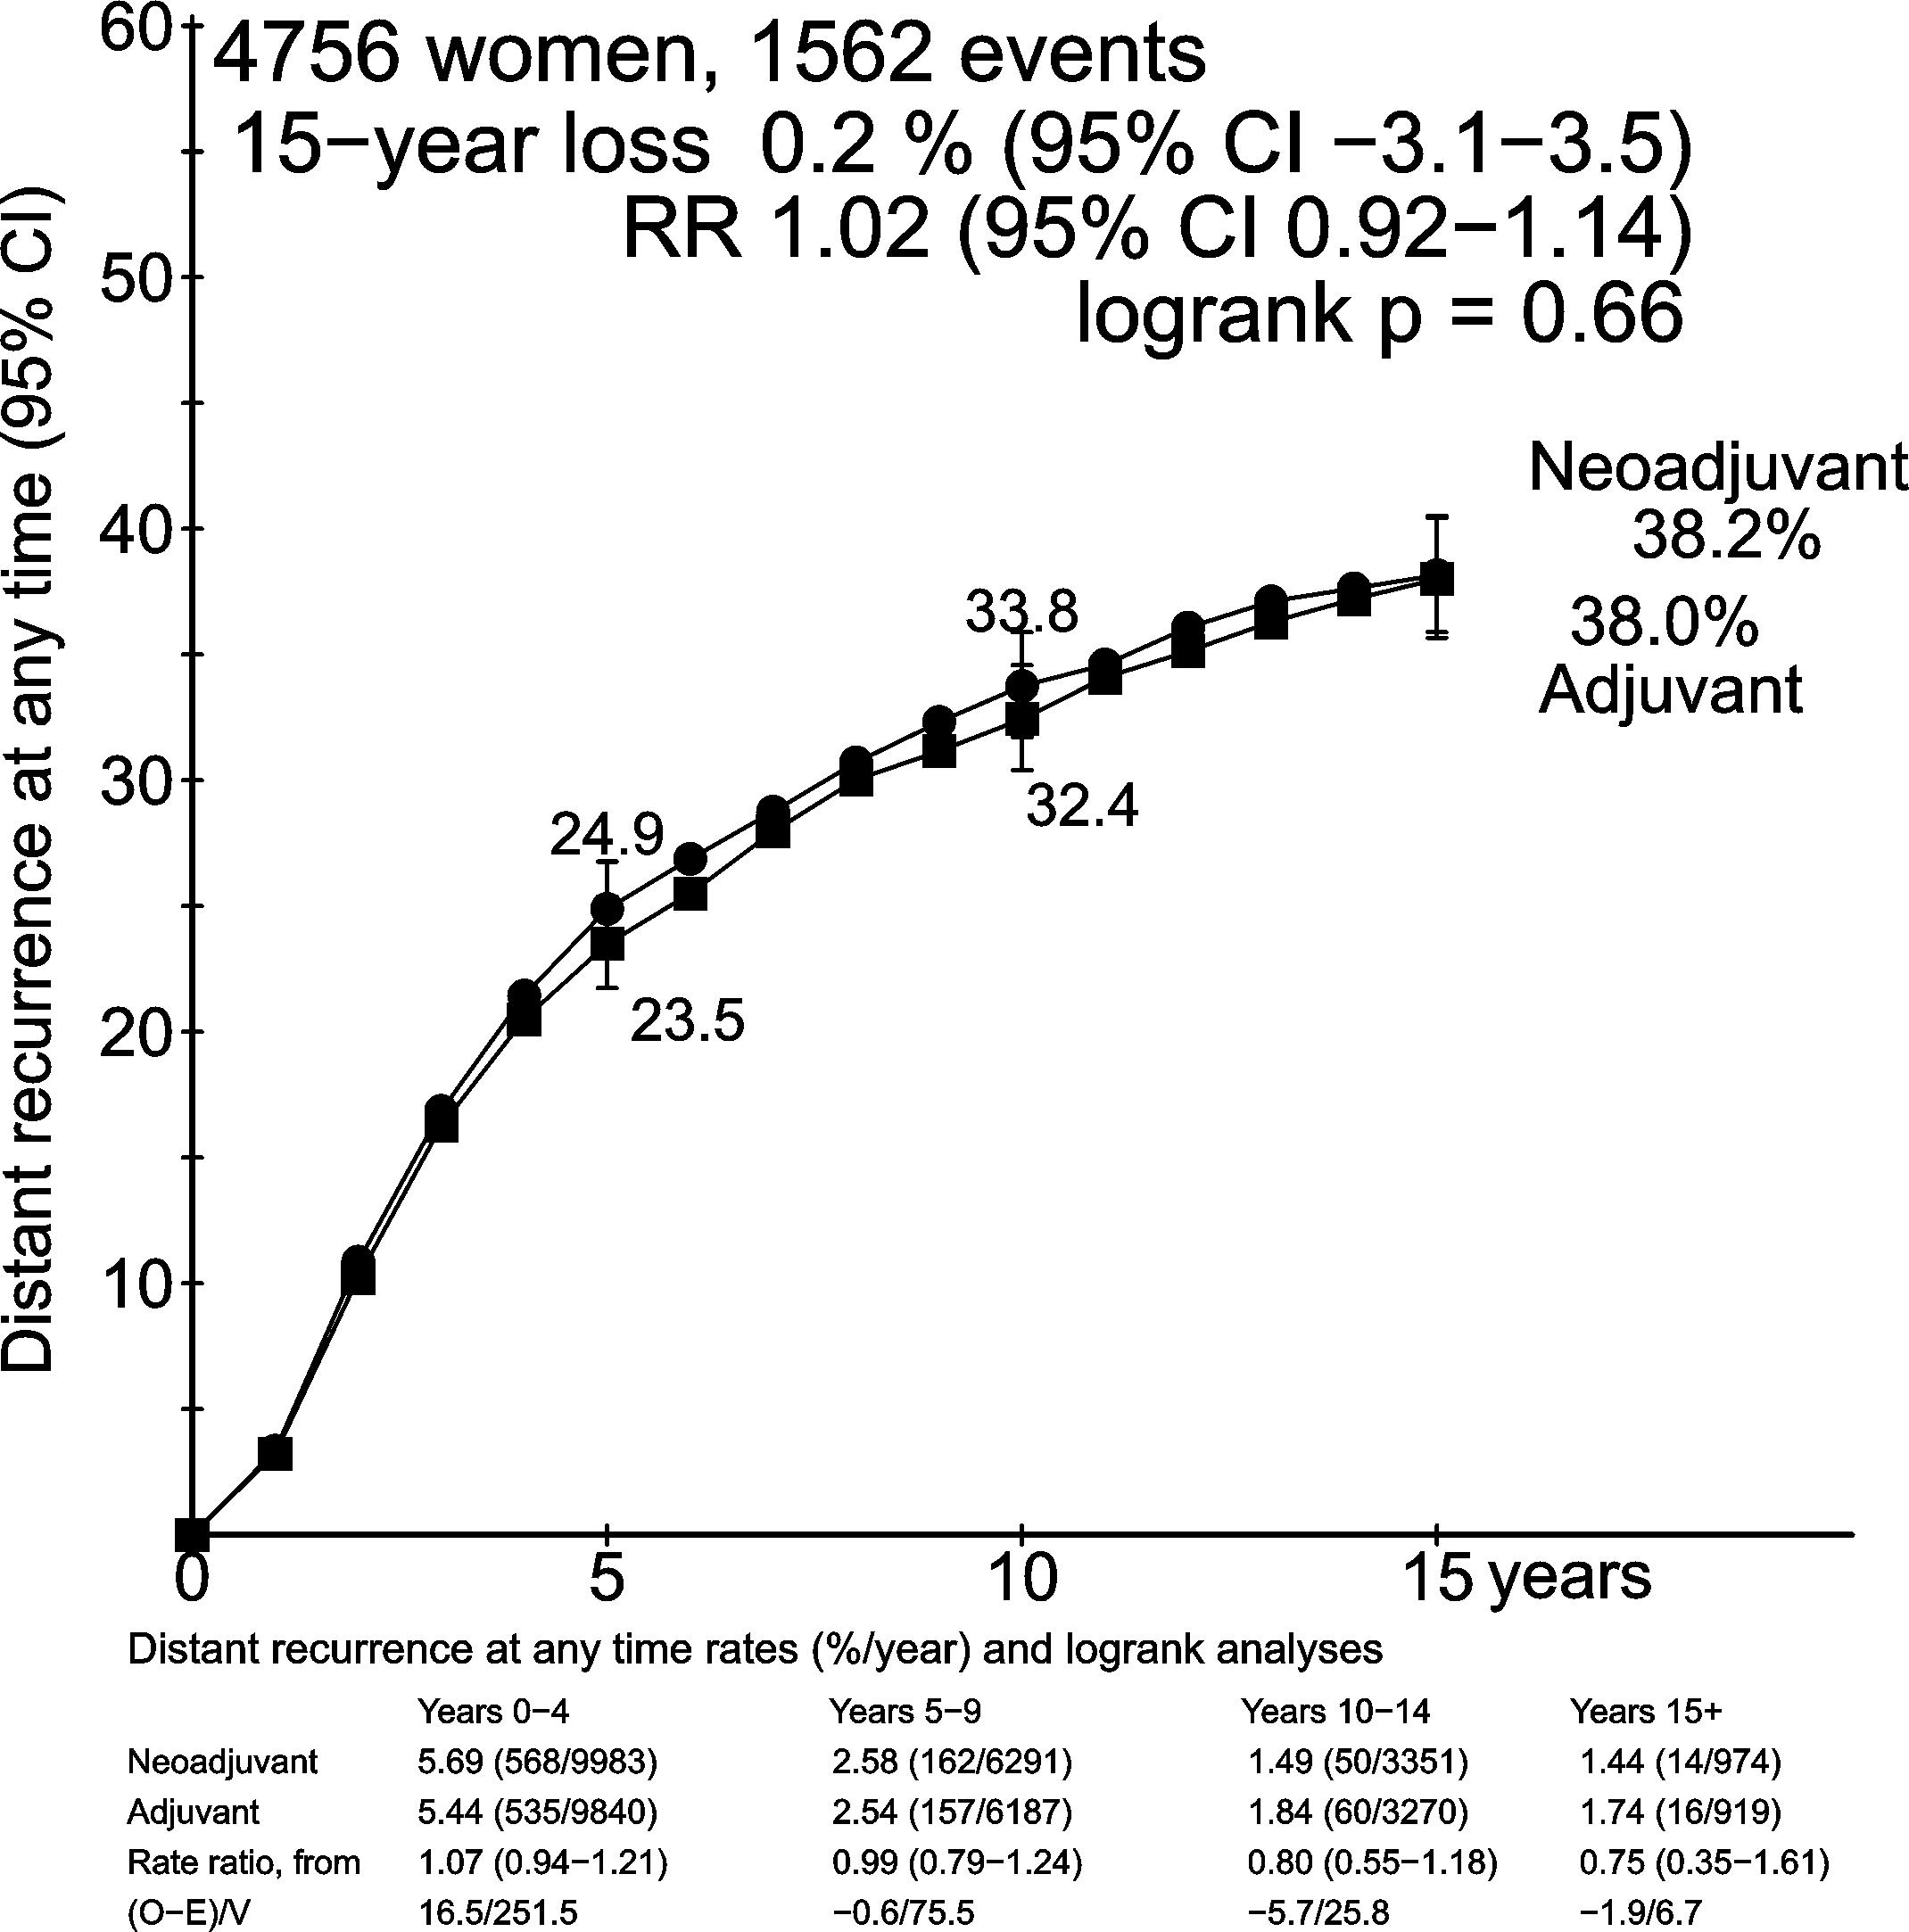 60
4756 women, 1562 events
15−year loss 0.2 % (95% CI −3.1−3.5)
RR 1.02 (95% CI 0.92−1.14)
logrank p = 0.66
Distant recurrence at any time (95% CI)
50
40
30
20
10
Neoadjuvant
38.2%
38.0%
Adjuvant
33.8
32.4
24.9
23.5
0 5 10 15 years
Distant recurrence at any time rates (%/year) and logrank analyses
Years 0−4 Years 5−9 Years 10−14 Years 15+
Neoadjuvant 5.69 (568/9983) 2.58 (162/6291) 1.49 (50/3351) 1.44 (14/974)
Adjuvant 5.44 (535/9840) 2.54 (157/6187) 1.84 (60/3270) 1.74 (16/919)
Rate ratio, from 1.07 (0.94−1.21) 0.99 (0.79−1.24) 0.80 (0.55−1.18) 0.75 (0.35−1.61)
(O−E)/V 16.5/251.5 −0.6/75.5 −5.7/25.8 −1.9/6.7